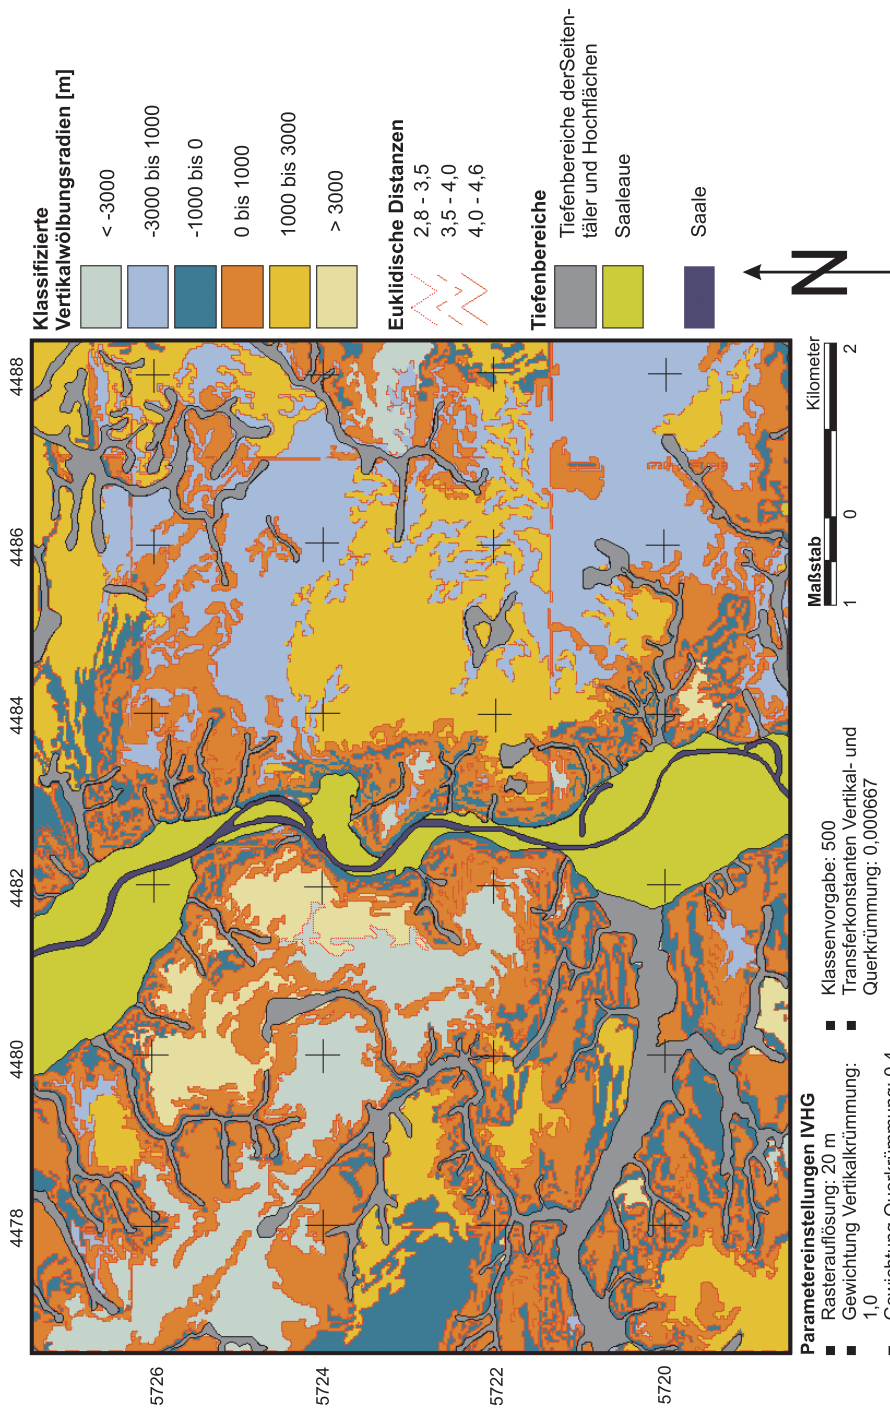 Klassifizierte
Vertikalwölbungsradien [m]
< -3000
-3000 bis 1000
-1000 bis 0
0 bis 1000
1000 bis 3000
> 3000
Euklidische Distanzen
2,8 - 3,5
3,5 - 4,0
4,0 - 4,6
Tiefenbereiche
Tiefenbereiche derSeiten-
täler und Hochflächen
Saaleaue
Saale
N
4478
4480
4482
4484
4486
4488
5726
5724
5722
5720
Maßstab
Kilometer
1
0
2
Parametereinstellungen IVHG
■ Rasterauflösung: 20 m
■ Gewichtung Vertikalkrümmung:
1,0
■ Klassenvorgabe: 500
■ Transferkonstanten Vertikal- und
Querkrümmung: 0,000667